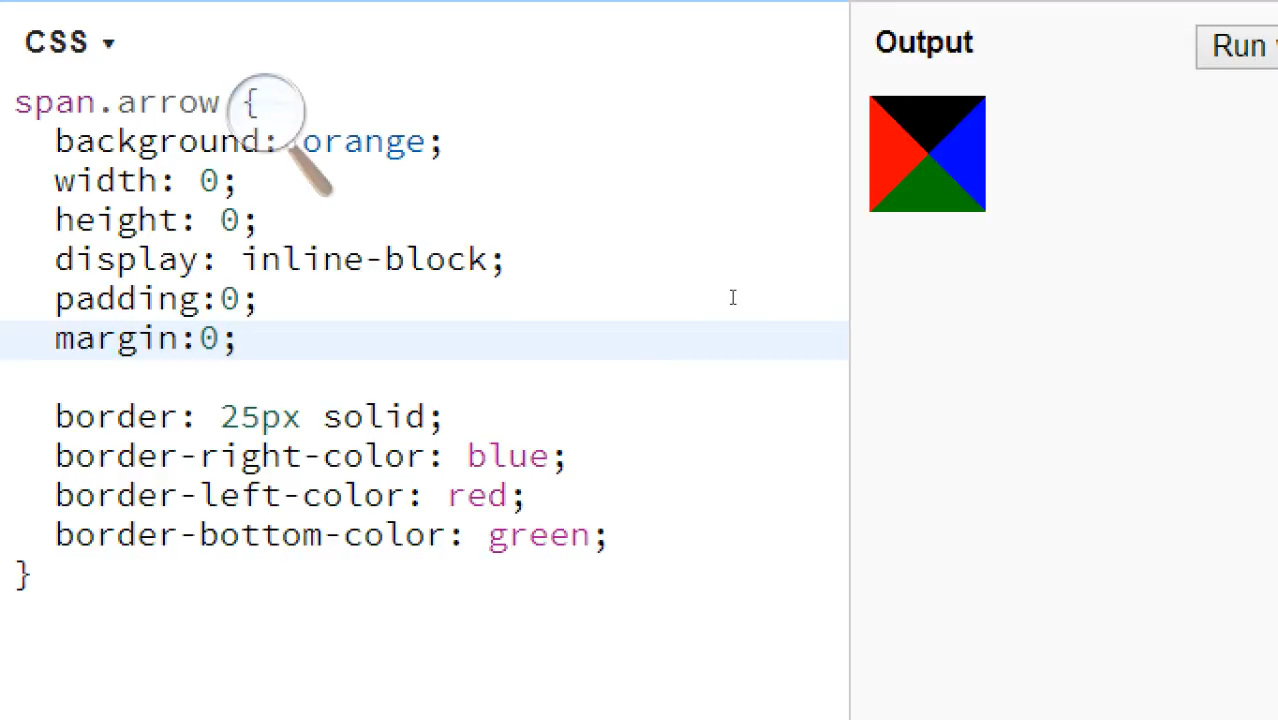 CSS ▾
span.arrow {
  background: orange;
  width: 0;
  height: 0;
  display: inline-block;
  padding:0;
  margin:0;

  border: 25px solid;
  border-right-color: blue;
  border-left-color: red;
  border-bottom-color: green;
}
Output
Run